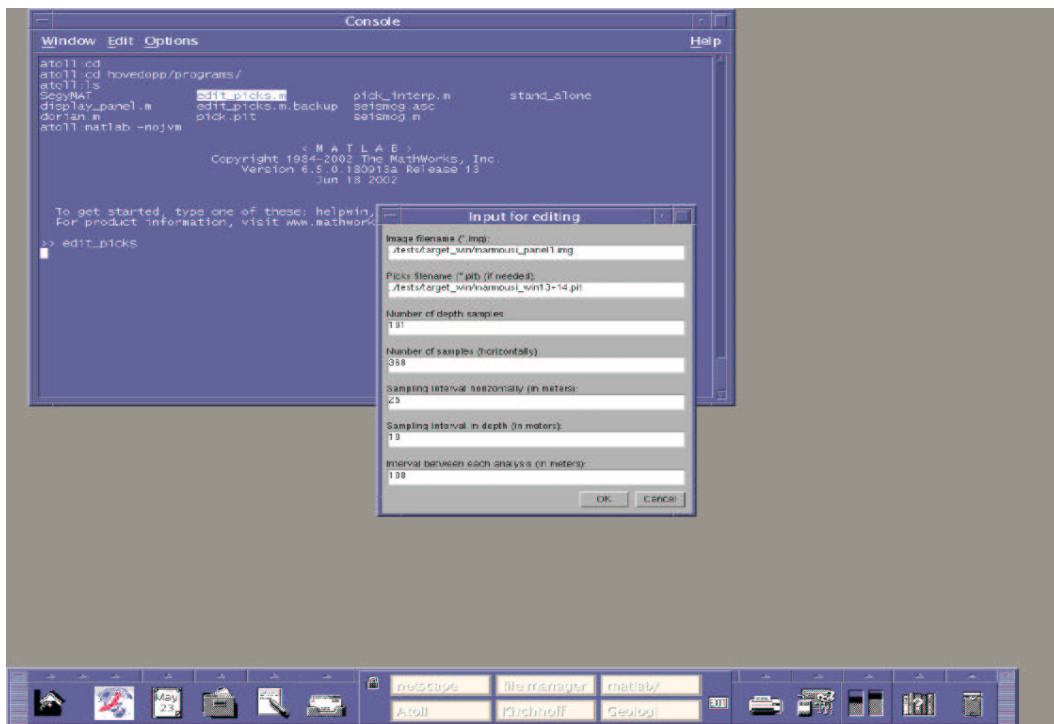 Console
Window Edit Options Help
atoll:cd
atoll:cd hovedopp/programs/
atoll:ls
SegyMAT edit_picks.m pick_interp.m stand_alone
display_panel.m edit_picks.m.backup seismog.asc
dorian.m pick.pit seismog.m
atoll:matlab -nojvm
< M A T L A B >
Copyright 1984-2002 The MathWorks, Inc.
Version 6.5.0.180913a Release 13
Jun 18 2002
To get started, type one of these: helpwin,
For product information, visit www.mathwork
>> edit_picks
Input for editing
Image filename (*.img):
./tests/target_win/marmousi_panel1.img
Picks filename (*.pit) (if needed):
./tests/target_win/marmousi_win13+14.pit
Number of depth samples
Number of samples (horizontally):
368
Sampling interval horizontally (in meters):
25
Sampling interval in depth (in meters):
Interval between each analysis (in meters):
OK Cancel
May
23
netscape file manager matlab/
Atoll Kirchhoff Geologi
EXIT